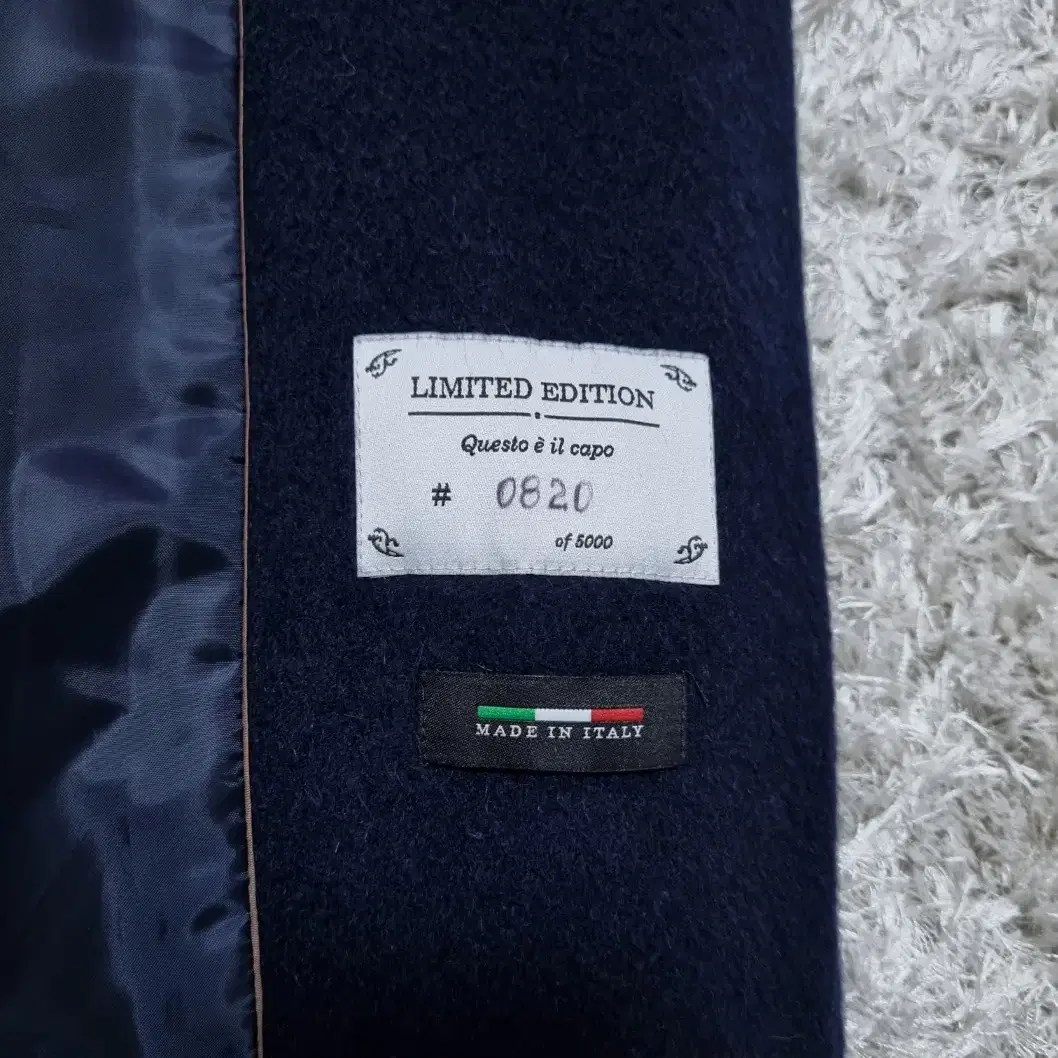 LIMITED EDITION
Questo è il capo
# 0820
of 5000
MADE IN ITALY